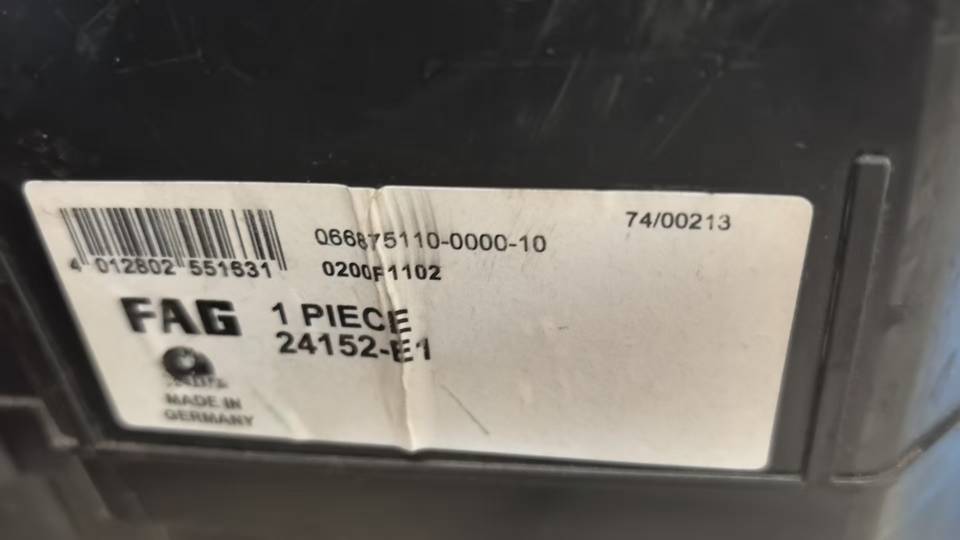 74/00213
066875110-0000-10
4 012802 551631
0200F1102
FAG
1 PIECE
24152-E1
MADE IN
GERMANY